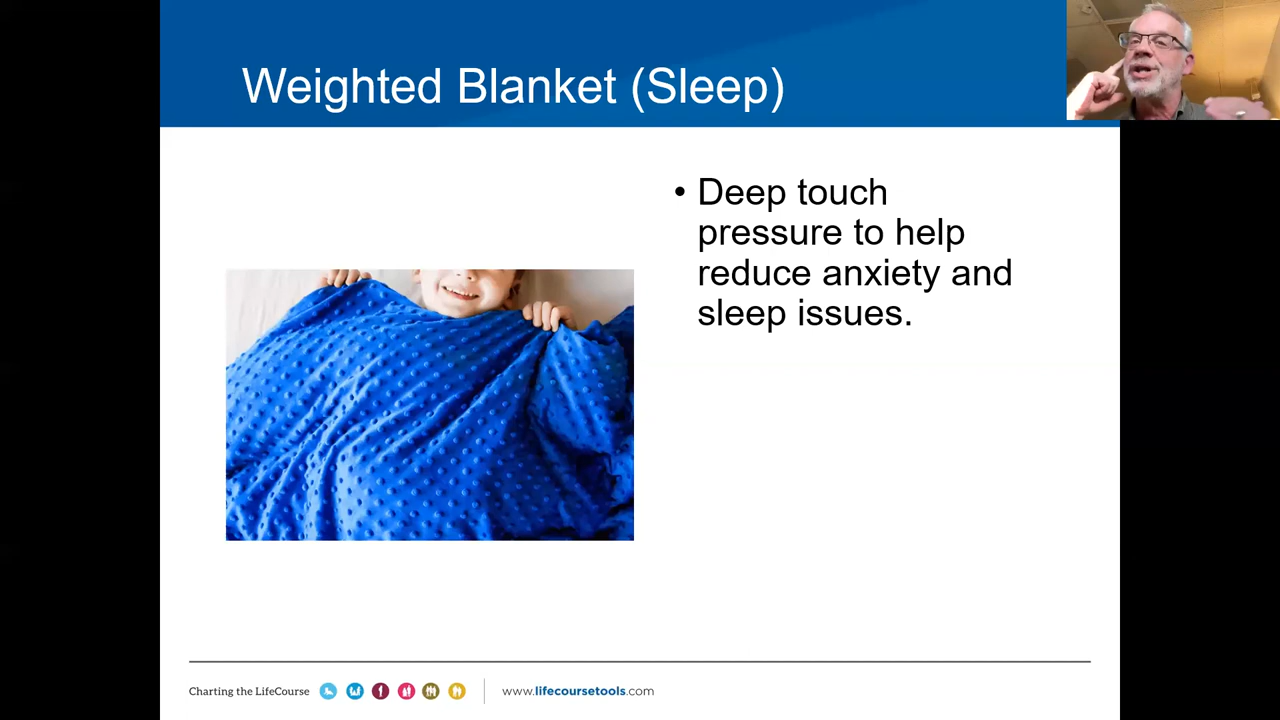 Weighted Blanket (Sleep)
• Deep touch
pressure to help
reduce anxiety and
sleep issues.
Charting the LifeCourse
www.lifecoursetools.com